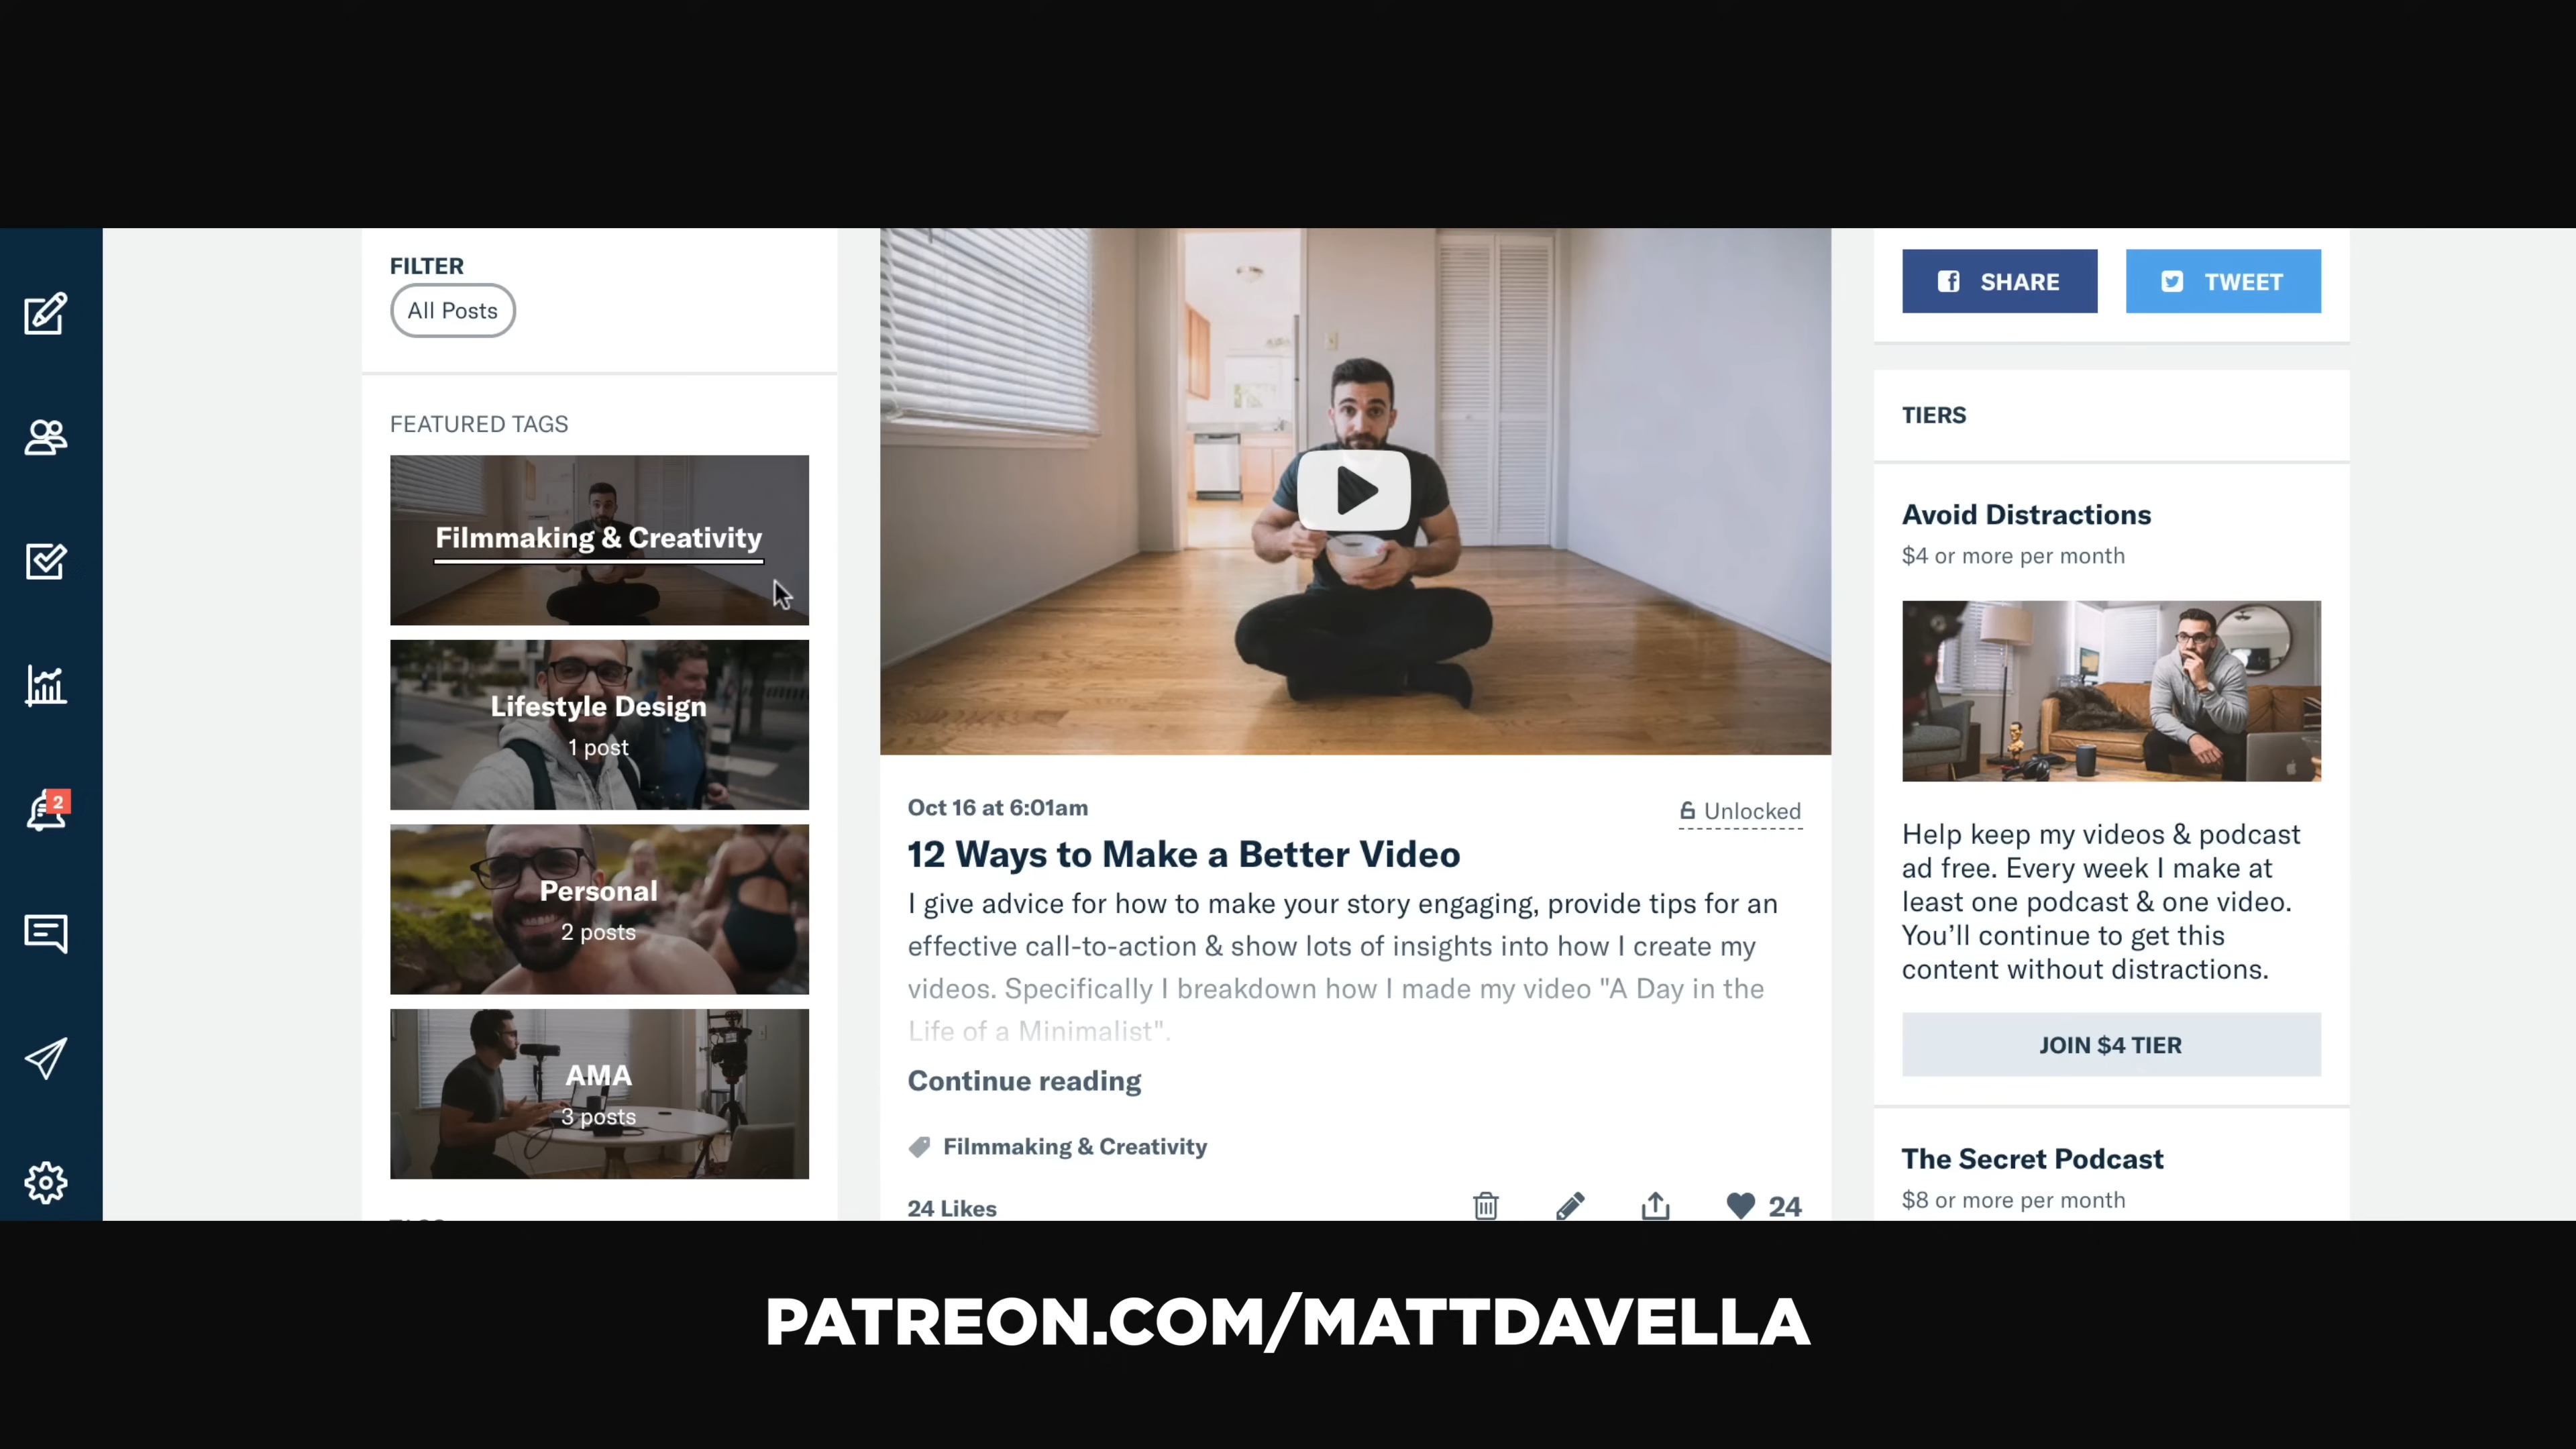 FILTER
All Posts
FEATURED TAGS
Filmmaking & Creativity
Lifestyle Design
1 post
Personal
2 posts
AMA
3 posts
2
Oct 16 at 6:01am
Unlocked
12 Ways to Make a Better Video
I give advice for how to make your story engaging, provide tips for an
effective call-to-action & show lots of insights into how I create my
videos. Specifically I breakdown how I made my video "A Day in the
Life of a Minimalist".
Continue reading
Filmmaking & Creativity
24 Likes
24
SHARE
TWEET
TIERS
Avoid Distractions
$4 or more per month
Help keep my videos & podcast
ad free. Every week I make at
least one podcast & one video.
You’ll continue to get this
content without distractions.
JOIN $4 TIER
The Secret Podcast
$8 or more per month
PATREON.COM/MATTDAVELLA